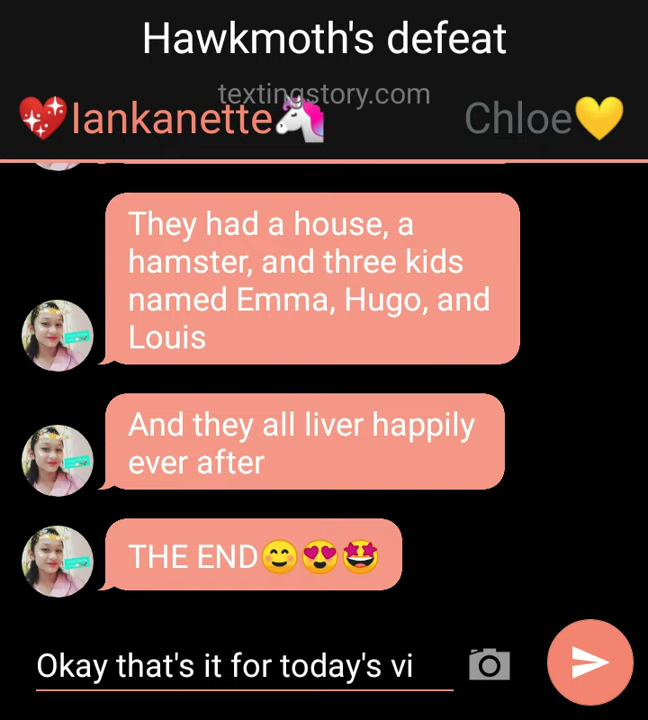 Hawkmoth's defeat
textingstory.com
💖Iankanette🦄 Chloe💛
They had a house, a
hamster, and three kids
named Emma, Hugo, and
Louis
And they all liver happily
ever after
THE END😊😍🤩
Okay that's it for today's vi